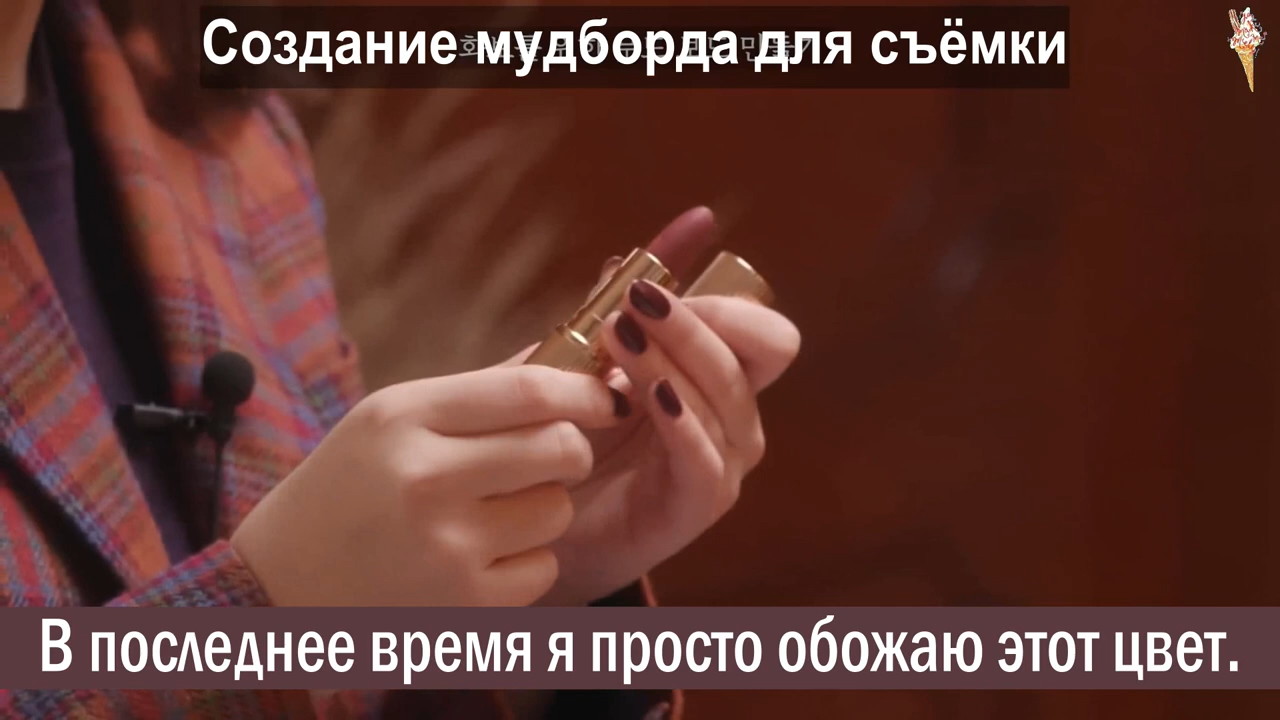 Создание мудборда для съёмки
В последнее время я просто обожаю этот цвет.